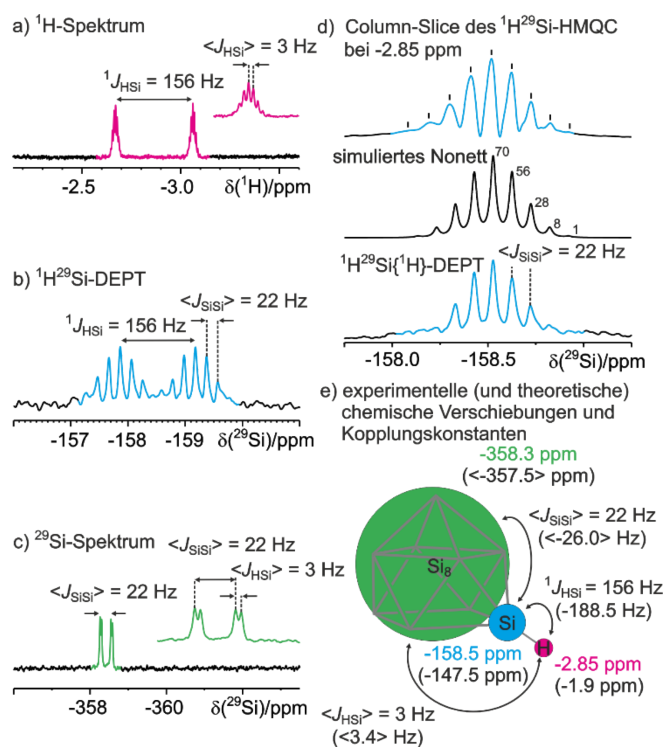 a) ¹H-Spektrum
<J_HSi> = 3 Hz
¹J_HSi = 156 Hz
-2.5 -3.0
δ(¹H)/ppm
b) ¹H²⁹Si-DEPT
<J_SiSi> = 22 Hz
¹J_HSi = 156 Hz
-157 -158 -159
δ(²⁹Si)/ppm
c) ²⁹Si-Spektrum
<J_SiSi> = 22 Hz
<J_HSi> = 3 Hz
<J_SiSi> = 22 Hz
-358 -360
δ(²⁹Si)/ppm
d) Column-Slice des ¹H²⁹Si-HMQC
bei -2.85 ppm
simuliertes Nonett
70
56
28
8
1
¹H²⁹Si{¹H}-DEPT
<J_SiSi> = 22 Hz
-158.0 -158.5
δ(²⁹Si)/ppm
e) experimentelle (und theoretische)
chemische Verschiebungen und
Kopplungskonstanten
-358.3 ppm
(<-357.5> ppm)
<J_SiSi> = 22 Hz
(<-26.0> Hz)
Si₈
¹J_HSi = 156 Hz
(-188.5 Hz)
Si
H
-158.5 ppm
(-147.5 ppm)
-2.85 ppm
(-1.9 ppm)
<J_HSi> = 3 Hz
(<3.4> Hz)